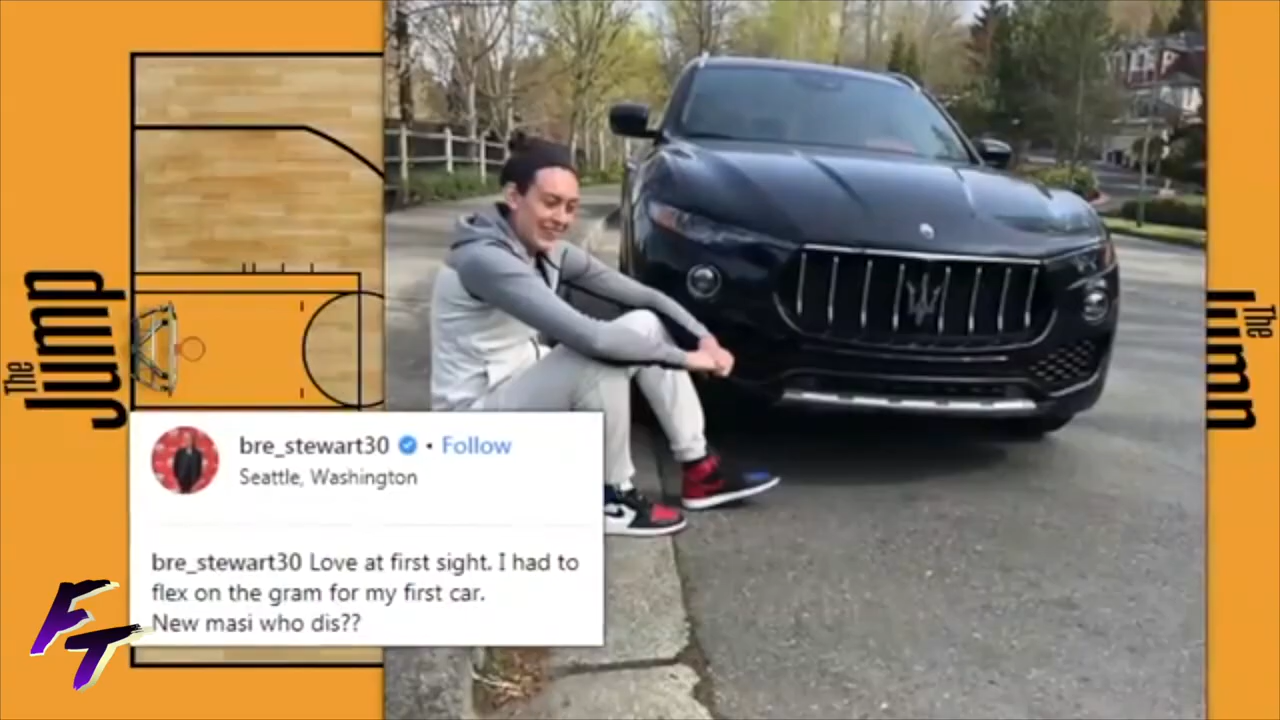 The
Jump
bre_stewart30 • Follow
Seattle, Washington
bre_stewart30 Love at first sight. I had to
flex on the gram for my first car.
New masi who dis??
FT
The
Jump